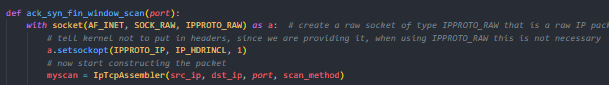 def ack_syn_fin_window_scan(port):
with socket(AF_INET, SOCK_RAW, IPPROTO_RAW) as a:  # create a raw socket of type IPPROTO_RAW that is a raw IP pac
# tell kernel not to put in headers, since we are providing it, when using IPPROTO_RAW this is not necessary
a.setsockopt(IPPROTO_IP, IP_HDRINCL, 1)
# now start constructing the packet
myscan = IpTcpAssembler(src_ip, dst_ip, port, scan_method)